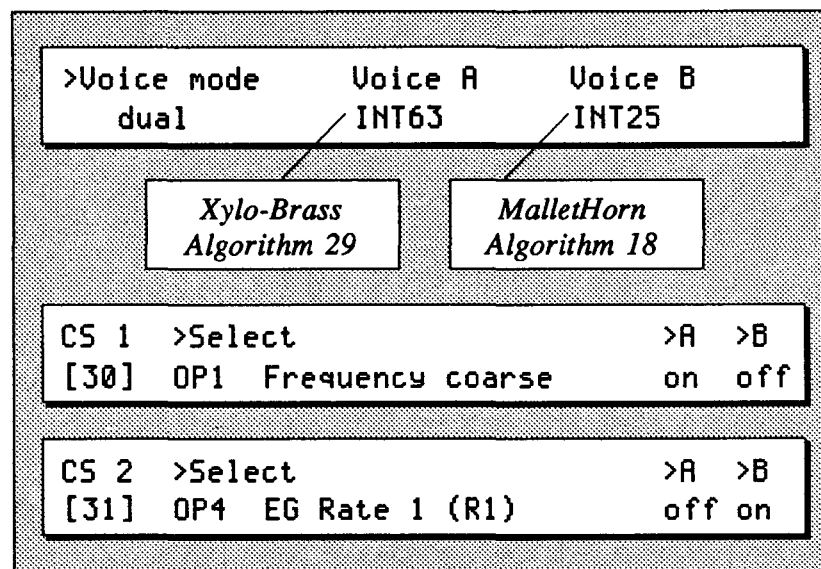 >Voice mode Voice A Voice B
dual INT63 INT25
Xylo-Brass
Algorithm 29
MalletHorn
Algorithm 18
CS 1 >Select >A >B
[30] OP1 Frequency coarse on off
CS 2 >Select >A >B
[31] OP4 EG Rate 1 (R1) off on